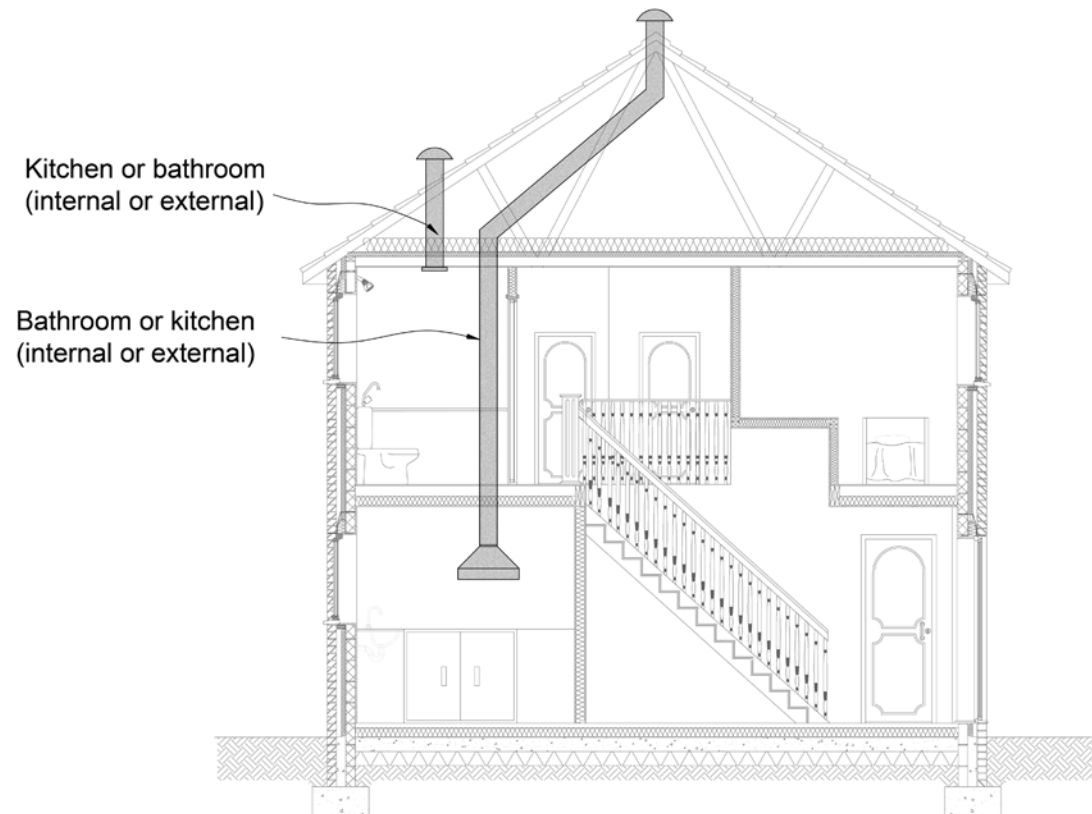 Kitchen or bathroom
(internal or external)
Bathroom or kitchen
(internal or external)